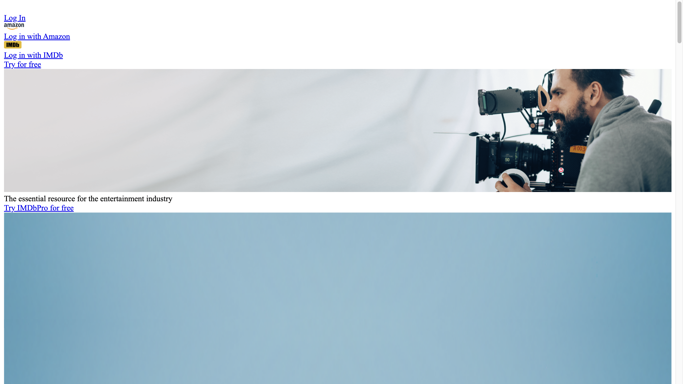 Log In
amazon
Log in with Amazon
IMDb
Log in with IMDb
Try for free
The essential resource for the entertainment industry
Try IMDbPro for free